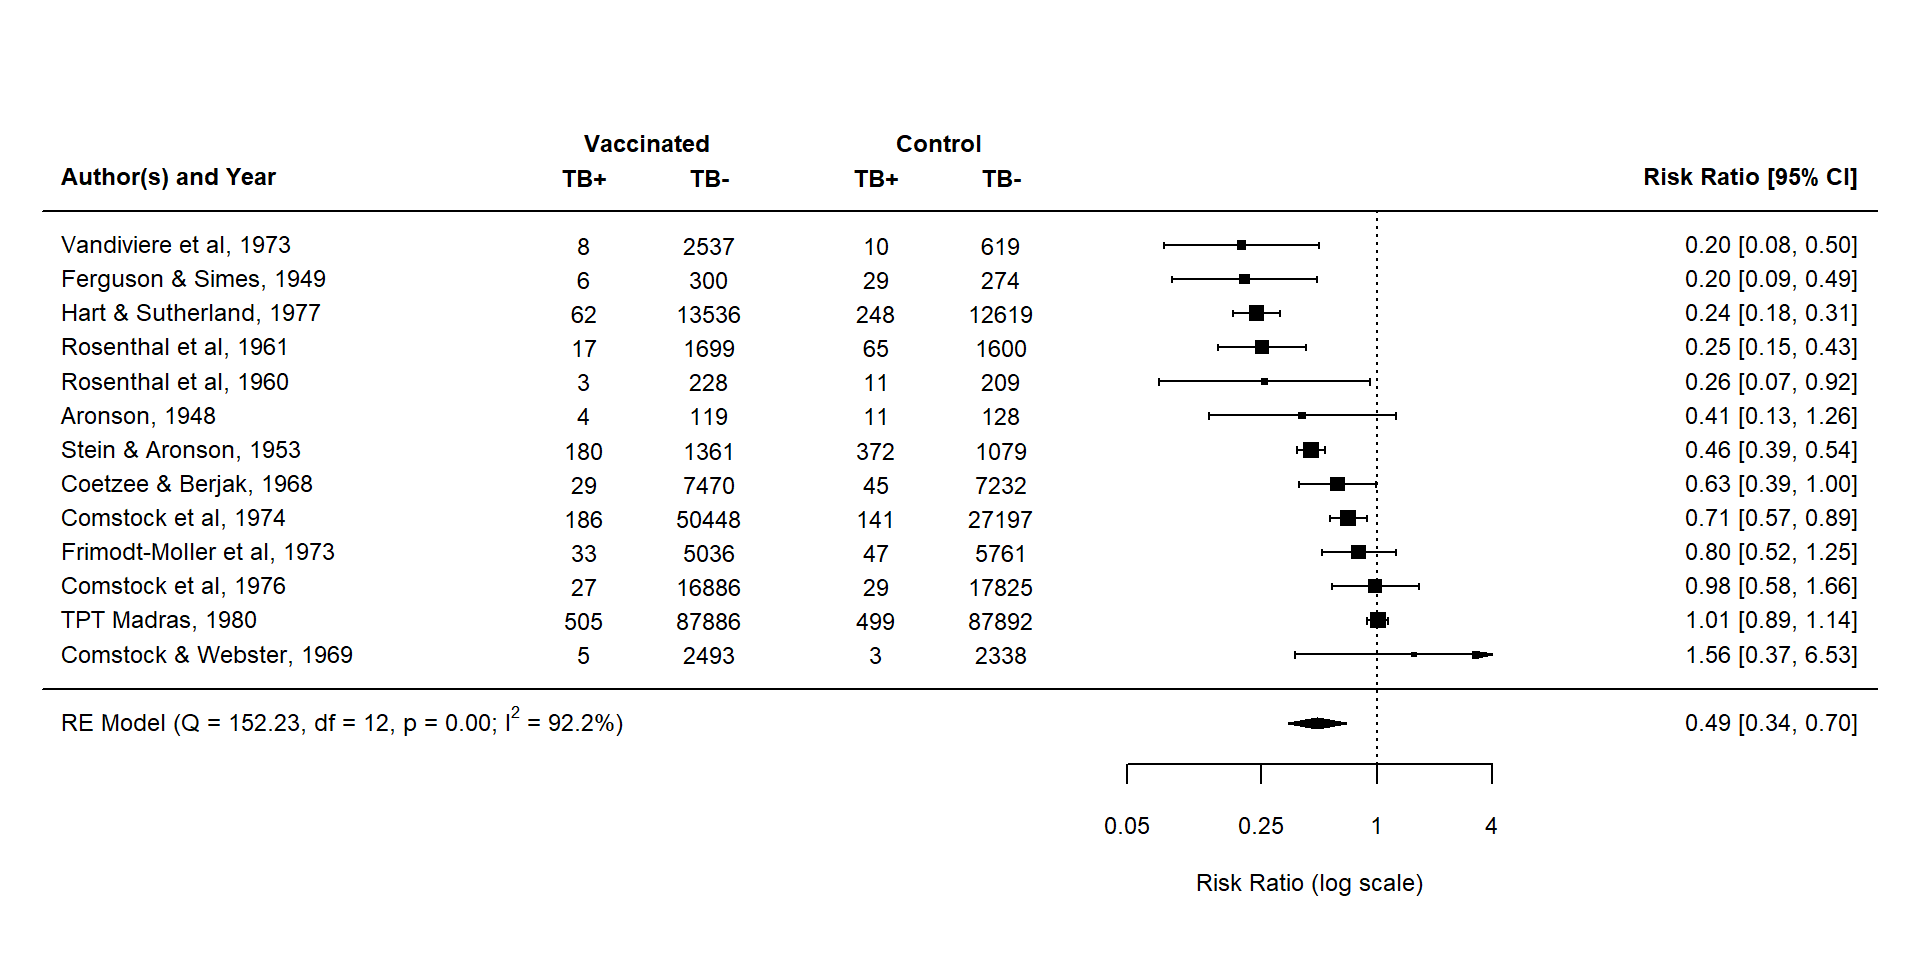 Vaccinated Control
Author(s) and Year TB+ TB- TB+ TB- Risk Ratio [95% CI]
Vandiviere et al, 1973 8 2537 10 619 0.20 [0.08, 0.50]
Ferguson & Simes, 1949 6 300 29 274 0.20 [0.09, 0.49]
Hart & Sutherland, 1977 62 13536 248 12619 0.24 [0.18, 0.31]
Rosenthal et al, 1961 17 1699 65 1600 0.25 [0.15, 0.43]
Rosenthal et al, 1960 3 228 11 209 0.26 [0.07, 0.92]
Aronson, 1948 4 119 11 128 0.41 [0.13, 1.26]
Stein & Aronson, 1953 180 1361 372 1079 0.46 [0.39, 0.54]
Coetzee & Berjak, 1968 29 7470 45 7232 0.63 [0.39, 1.00]
Comstock et al, 1974 186 50448 141 27197 0.71 [0.57, 0.89]
Frimodt-Moller et al, 1973 33 5036 47 5761 0.80 [0.52, 1.25]
Comstock et al, 1976 27 16886 29 17825 0.98 [0.58, 1.66]
TPT Madras, 1980 505 87886 499 87892 1.01 [0.89, 1.14]
Comstock & Webster, 1969 5 2493 3 2338 1.56 [0.37, 6.53]
RE Model (Q = 152.23, df = 12, p = 0.00; I² = 92.2%) 0.49 [0.34, 0.70]
0.05 0.25 1 4
Risk Ratio (log scale)